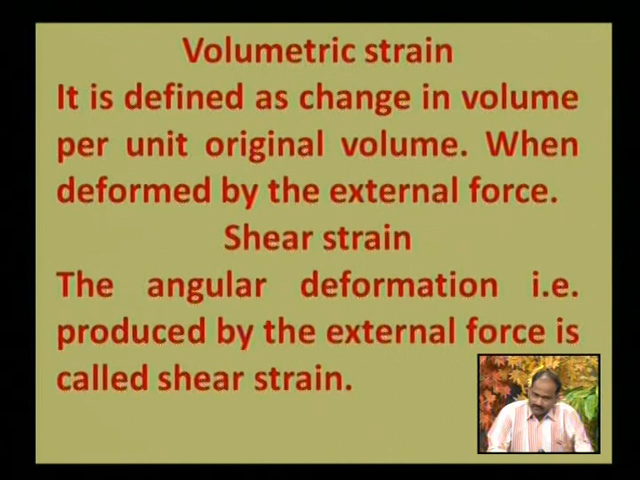 Volumetric strain
It is defined as change in volume
per unit original volume. When
deformed by the external force.
Shear strain
The angular deformation i.e.
produced by the external force is
called shear strain.